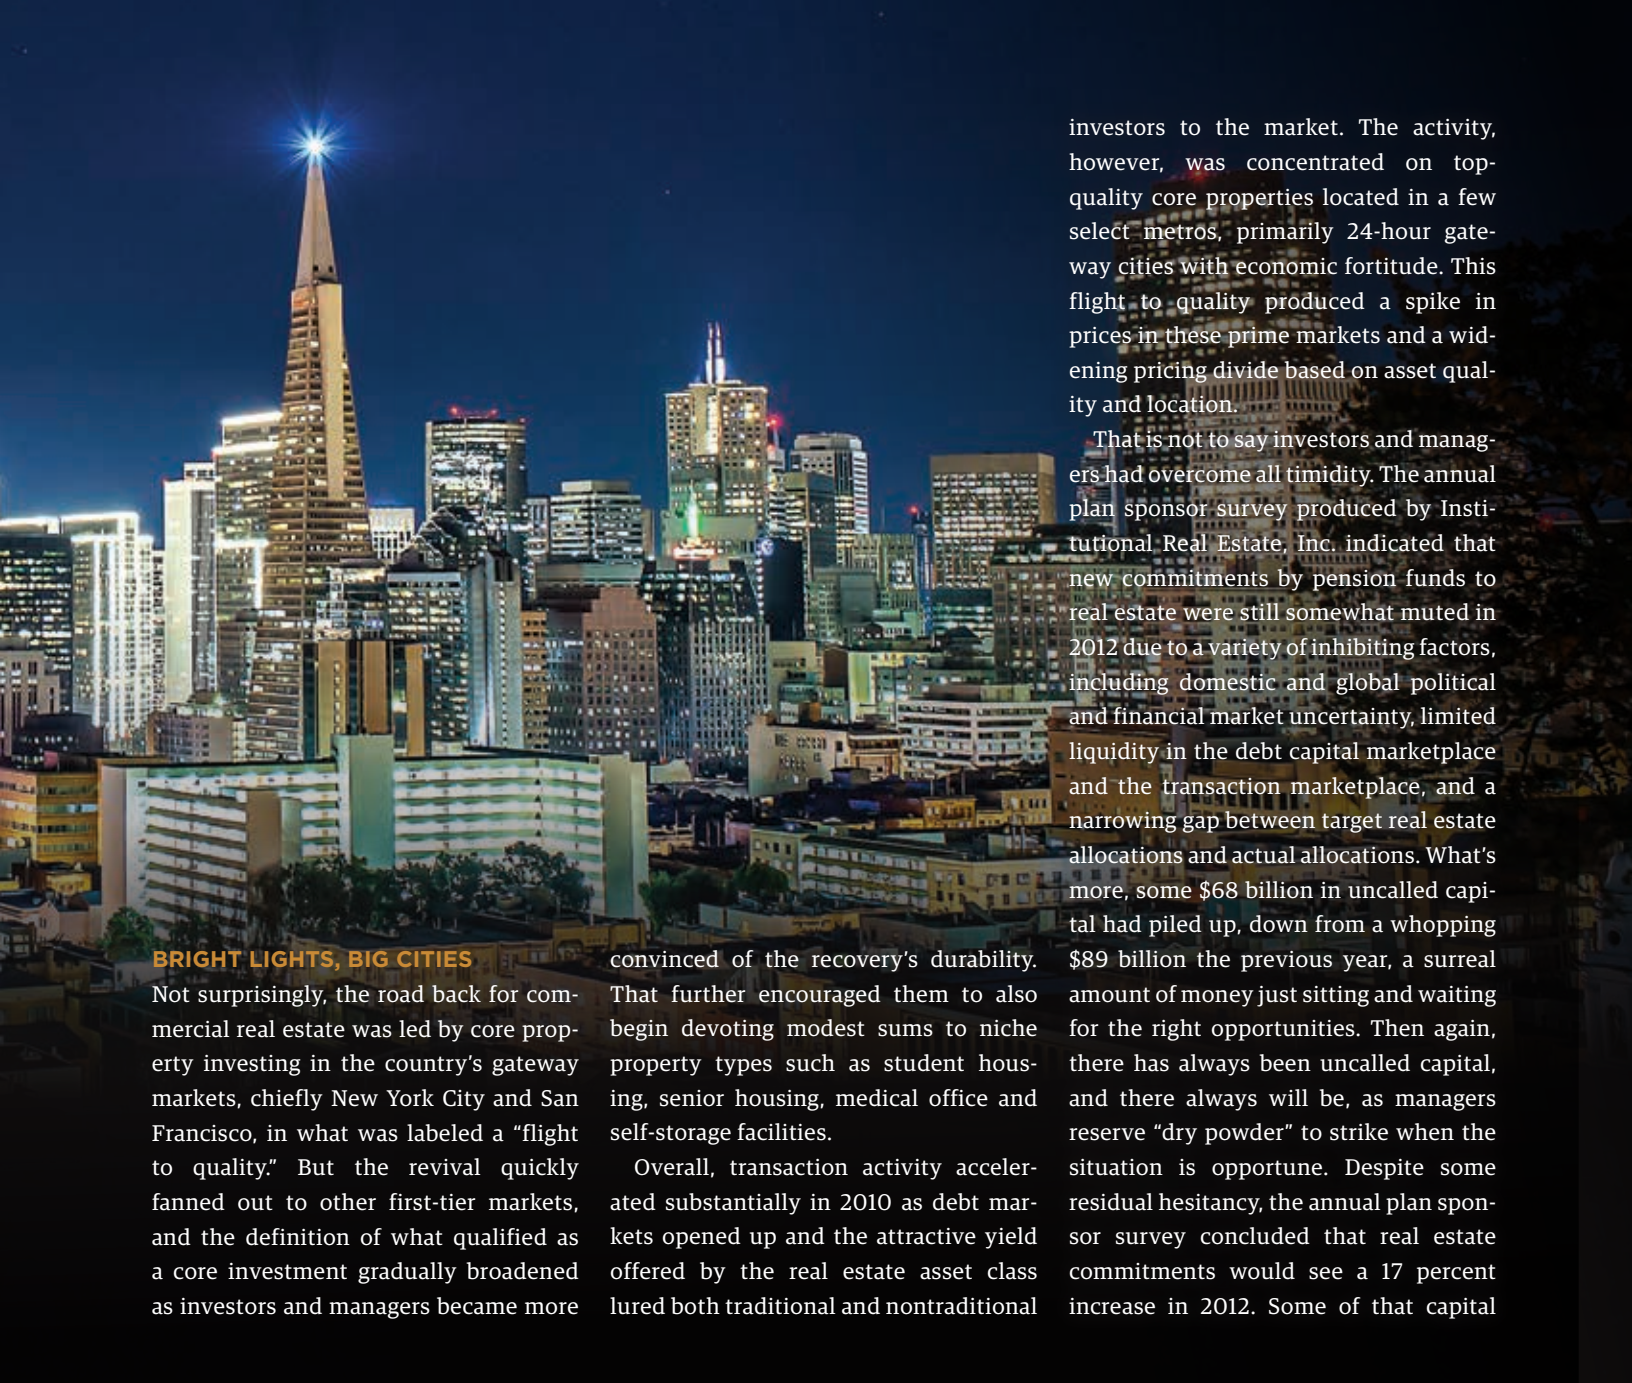 BRIGHT LIGHTS, BIG CITIES
Not surprisingly, the road back for com-
mercial real estate was led by core prop-
erty investing in the country's gateway
markets, chiefly New York City and San
Francisco, in what was labeled a “flight
to quality.” But the revival quickly
fanned out to other first-tier markets,
and the definition of what qualified as
a core investment gradually broadened
as investors and managers became more
convinced of the recovery's durability.
That further encouraged them to also
begin devoting modest sums to niche
property types such as student hous-
ing, senior housing, medical office and
self-storage facilities.
Overall, transaction activity acceler-
ated substantially in 2010 as debt mar-
kets opened up and the attractive yield
offered by the real estate asset class
lured both traditional and nontraditional
investors to the market. The activity,
however, was concentrated on top-
quality core properties located in a few
select metros, primarily 24-hour gate-
way cities with economic fortitude. This
flight to quality produced a spike in
prices in these prime markets and a wid-
ening pricing divide based on asset qual-
ity and location.
That is not to say investors and manag-
ers had overcome all timidity. The annual
plan sponsor survey produced by Insti-
tutional Real Estate, Inc. indicated that
new commitments by pension funds to
real estate were still somewhat muted in
2012 due to a variety of inhibiting factors,
including domestic and global political
and financial market uncertainty, limited
liquidity in the debt capital marketplace
and the transaction marketplace, and a
narrowing gap between target real estate
allocations and actual allocations. What's
more, some $68 billion in uncalled capi-
tal had piled up, down from a whopping
$89 billion the previous year, a surreal
amount of money just sitting and waiting
for the right opportunities. Then again,
there has always been uncalled capital,
and there always will be, as managers
reserve “dry powder” to strike when the
situation is opportune. Despite some
residual hesitancy, the annual plan spon-
sor survey concluded that real estate
commitments would see a 17 percent
increase in 2012. Some of that capital